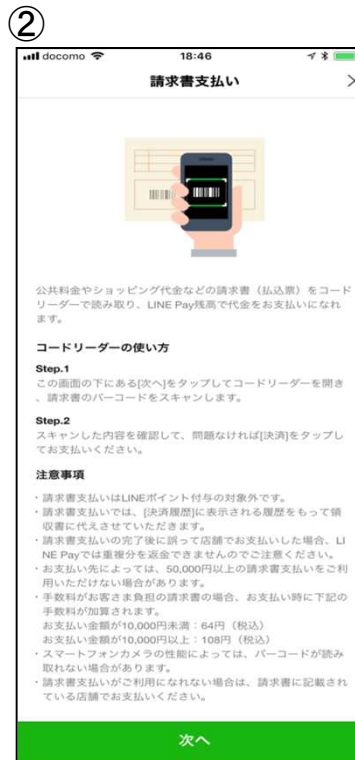 ②
docomo 18:46
請求書支払い
公共料金やショッピング代金などの請求書（払込票）をコード
リーダーで読み取り、LINE Pay残高で代金をお支払いになれ
ます。
コードリーダーの使い方
Step.1
この画面の下にある[次へ]をタップしてコードリーダーを開き
、請求書のバーコードをスキャンします。
Step.2
スキャンした内容を確認して、問題なければ[決済]をタップし
てお支払いください。
注意事項
・請求書支払いはLINEポイント付与の対象外です。
・請求書支払いでは、[決済履歴]に表示される履歴をもって領
収書に代えさせていただきます。
・請求書支払いの完了後に誤って店舗でお支払いした場合、LI
NE Payでは重複分を返金できませんのでご注意ください。
・お支払い先によっては、50,000円以上の請求書支払いをご利
用いただけない場合があります。
・手数料がお客さま負担の請求書の場合、お支払い時に下記の
手数料が加算されます。
お支払い金額が10,000円未満：64円（税込）
お支払い金額が10,000円以上：108円（税込）
・スマートフォンカメラの性能によっては、バーコードが読み
取れない場合があります。
・請求書支払いがご利用になれない場合は、請求書に記載され
ている店舗でお支払いください。
次へ